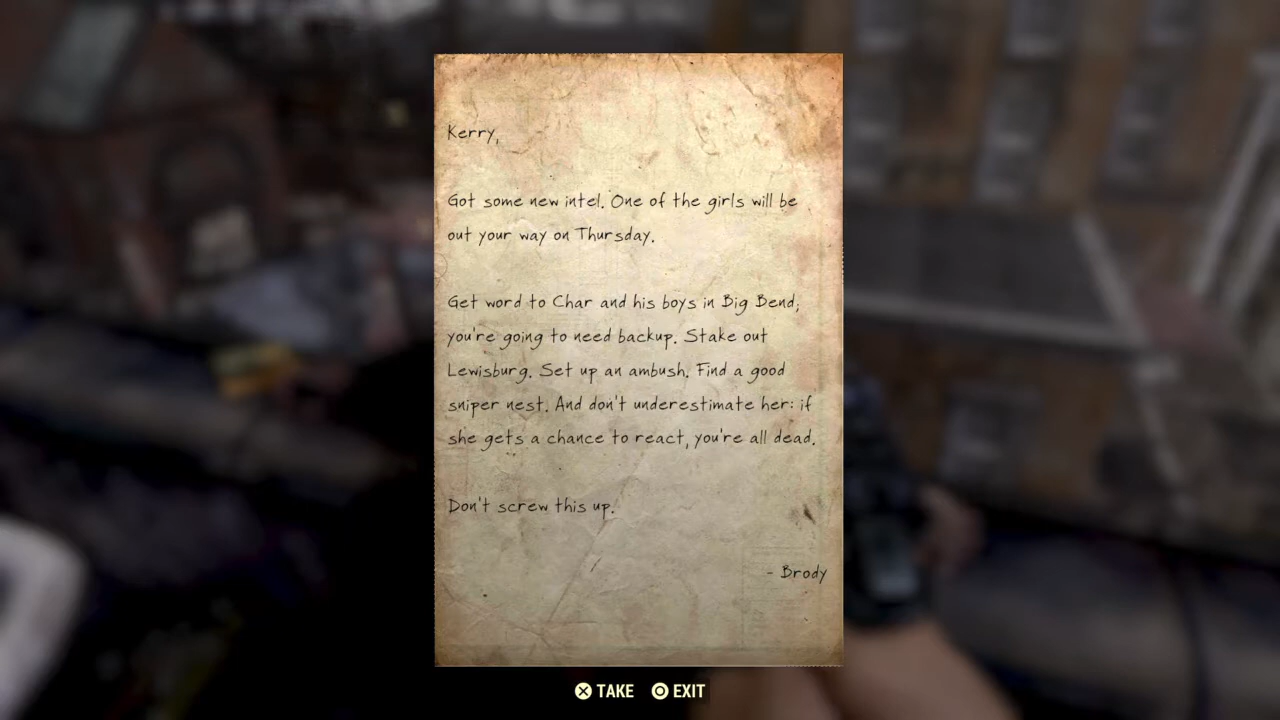 Kerry,
Got some new intel. One of the girls will be
out your way on Thursday.
Get word to Char and his boys in Big Bend;
you're going to need backup. Stake out
Lewisburg. Set up an ambush. Find a good
sniper nest. And don't underestimate her: if
she gets a chance to react, you're all dead.
Don't screw this up.
- Brody
TAKE EXIT